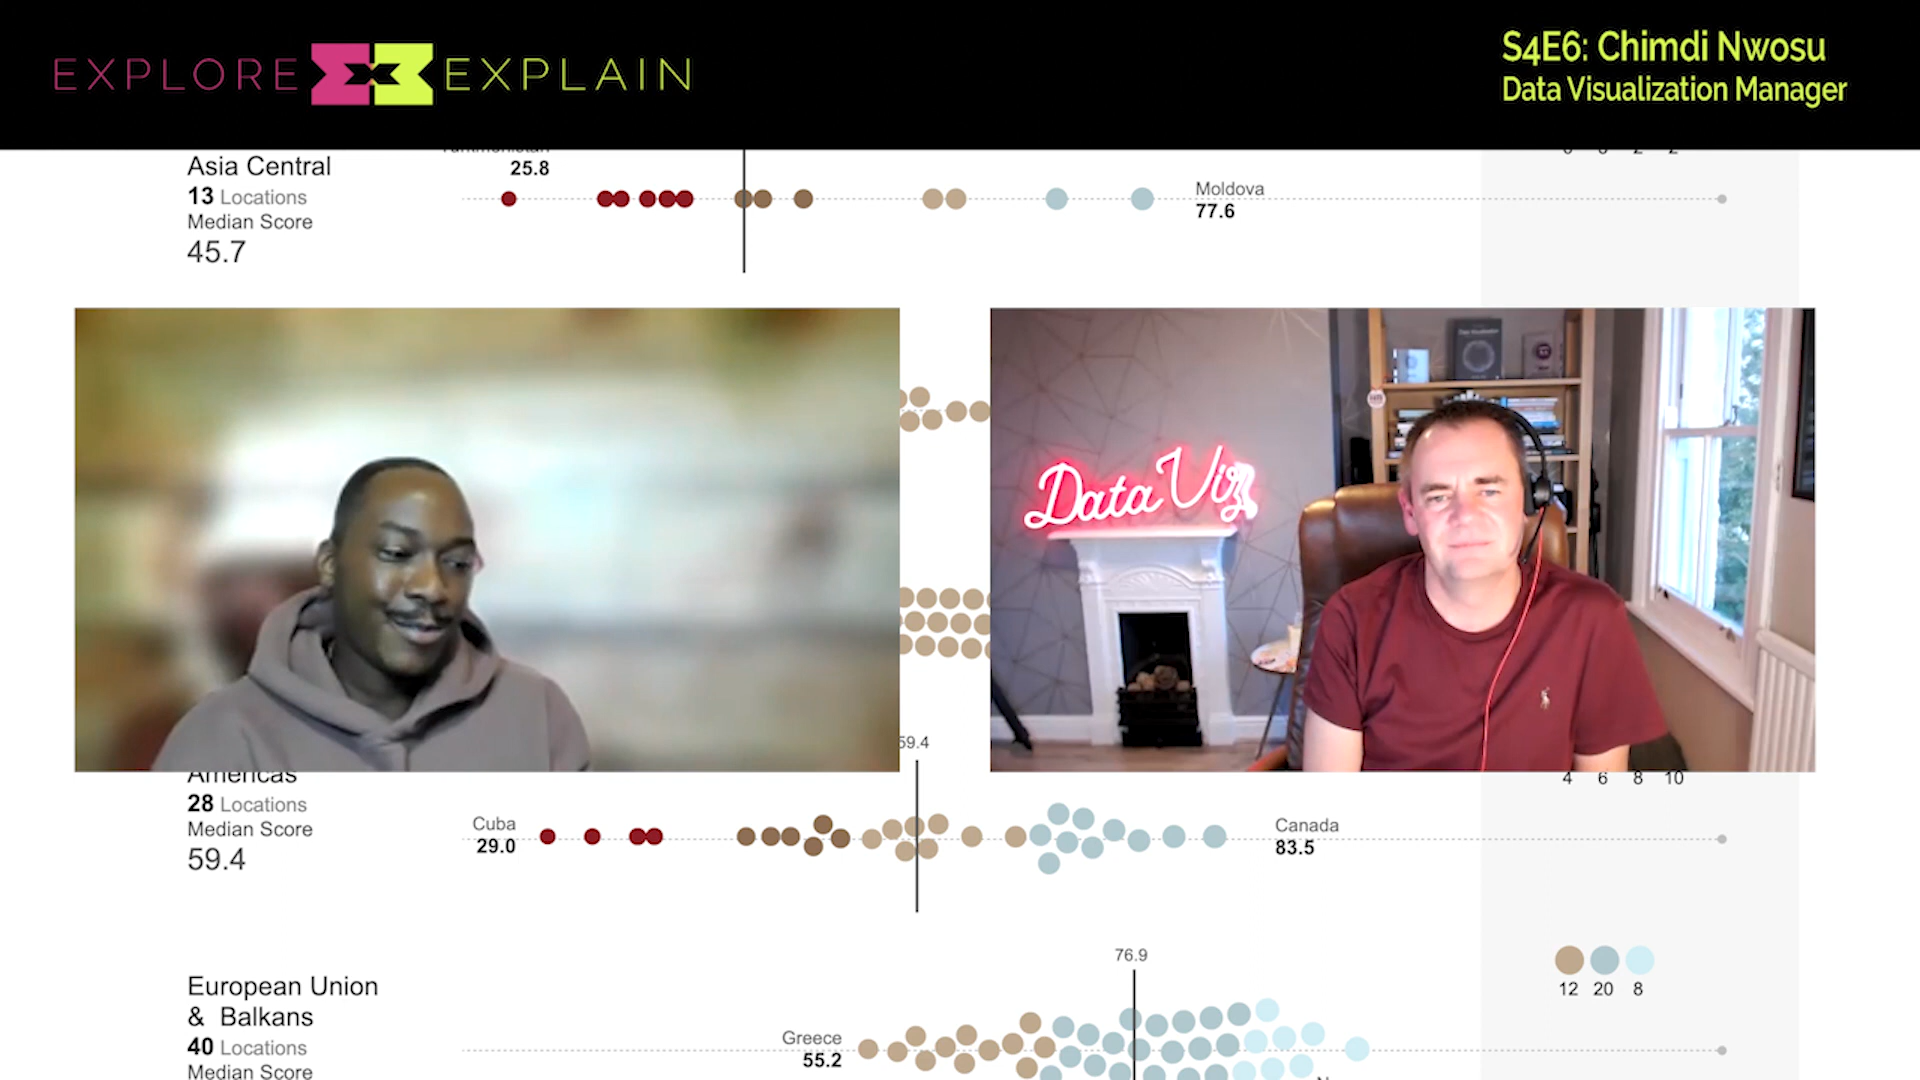 EXPLORE EXPLAIN
S4E6: Chimdi Nwosu
Data Visualization Manager
Asia Central
13 Locations
Median Score
45.7
25.8
Moldova
77.6
Data Viz
59.4
Americas
28 Locations
Median Score
59.4
Cuba
29.0
Canada
83.5
4 6 8 10
76.9
European Union
& Balkans
40 Locations
Median Score
Greece
55.2
12 20 8